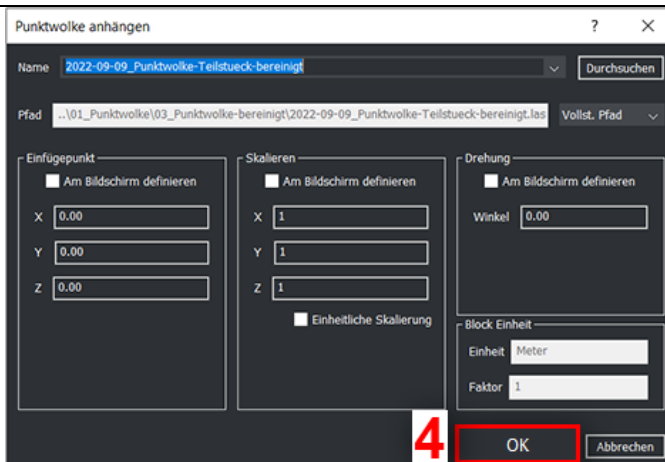 Punktwolke anhängen ? ×
Name 2022-09-09_Punktwolke-Teilstueck-bereinigt Durchsuchen
Pfad ..\01_Punktwolke\03_Punktwolke-bereinigt\2022-09-09_Punktwolke-Teilstueck-bereinigt.las Vollst. Pfad
Einfügepunkt
Am Bildschirm definieren
X 0.00
Y 0.00
Z 0.00
Skalieren
Am Bildschirm definieren
X 1
Y 1
Z 1
Einheitliche Skalierung
Drehung
Am Bildschirm definieren
Winkel 0.00
Block Einheit
Einheit Meter
Faktor 1
4 OK Abbrechen